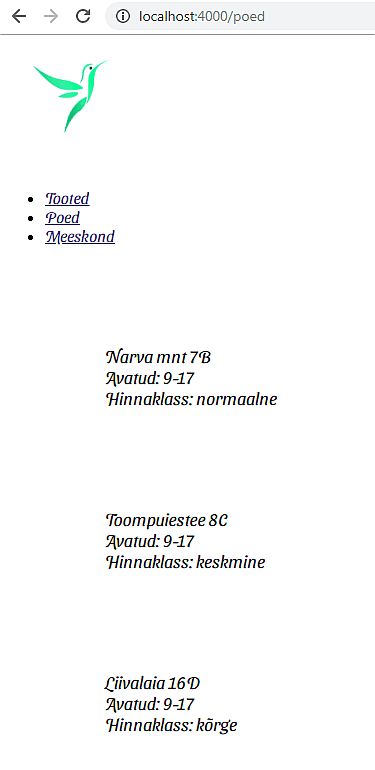 localhost:4000/poed
Tooted
Poed
Meeskond
Narva mnt 7B
Avatud: 9-17
Hinnaklass: normaalne
Toompuiestee 8C
Avatud: 9-17
Hinnaklass: keskmine
Liivalaia 16D
Avatud: 9-17
Hinnaklass: kõrge